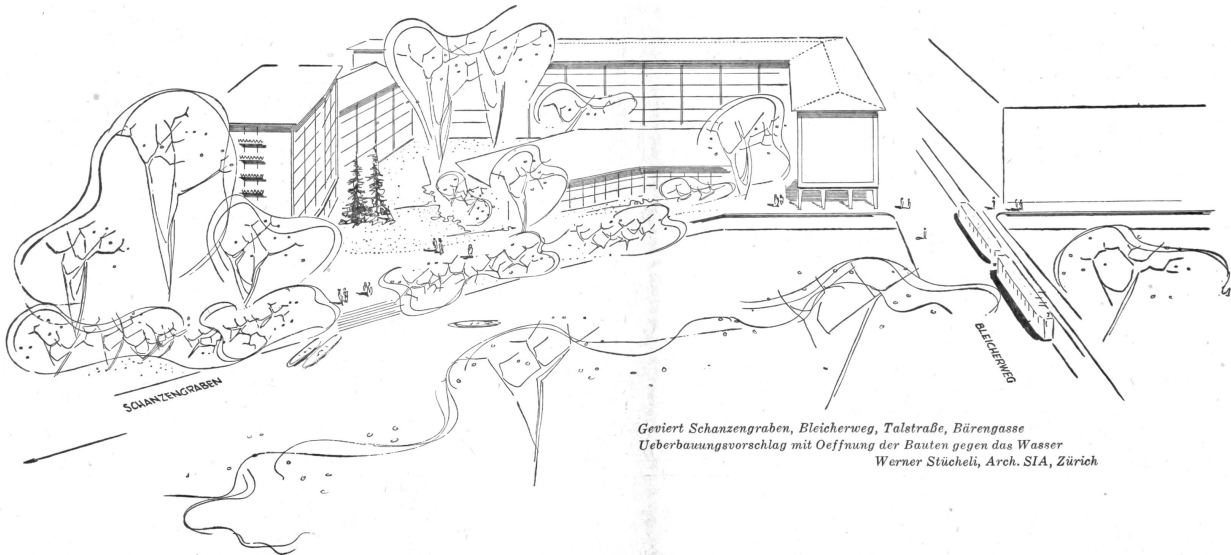 SCHANZENGRABEN
BLEICHERWEG
Geviert Schanzengraben, Bleicherweg, Talstraße, Bärengasse
Ueberbauungsvorschlag mit Oeffnung der Bauten gegen das Wasser
Werner Stücheli, Arch. SIA, Zürich